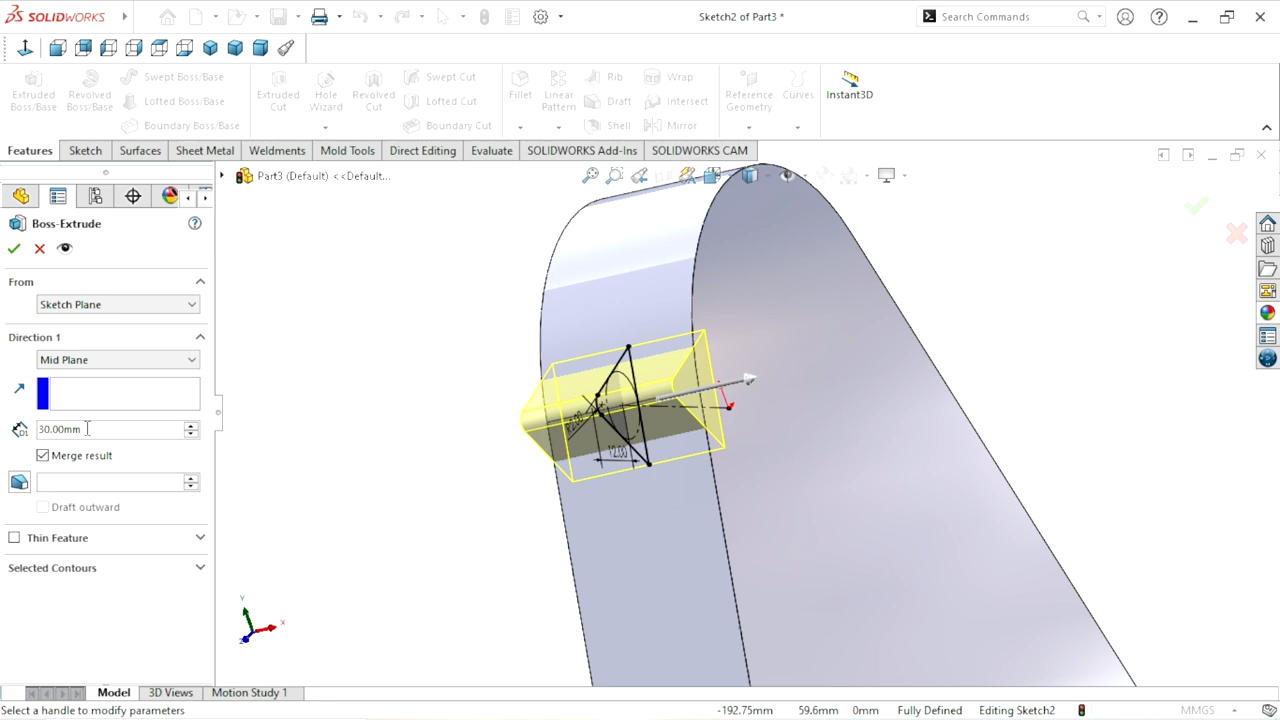 SOLIDWORKS
Sketch2 of Part3 *
Search Commands
Extruded Boss/Base
Revolved Boss/Base
Swept Boss/Base
Lofted Boss/Base
Boundary Boss/Base
Extruded Cut
Hole Wizard
Revolved Cut
Swept Cut
Lofted Cut
Boundary Cut
Fillet
Linear Pattern
Rib
Draft
Shell
Wrap
Intersect
Mirror
Reference Geometry
Curves
Instant3D
Features
Sketch
Surfaces
Sheet Metal
Weldments
Mold Tools
Direct Editing
Evaluate
SOLIDWORKS Add-Ins
SOLIDWORKS CAM
Part3 (Default) <<Default...
Boss-Extrude
From
Sketch Plane
Direction 1
Mid Plane
D1
30.00mm
Merge result
Draft outward
Thin Feature
Selected Contours
12.00
Y
X
Z
Model
3D Views
Motion Study 1
Select a handle to modify parameters
-192.75mm
59.6mm
0mm
Fully Defined
Editing Sketch2
MMGS